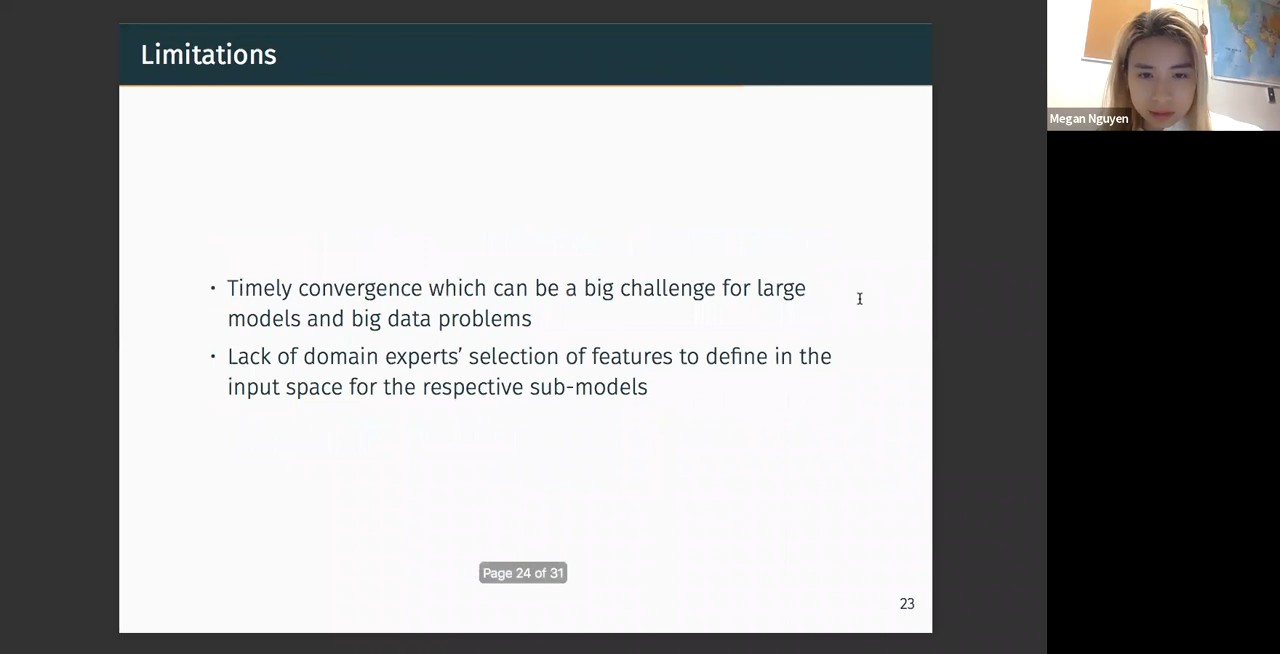 Limitations
Megan Nguyen
• Timely convergence which can be a big challenge for large
models and big data problems
• Lack of domain experts’ selection of features to define in the
input space for the respective sub-models
Page 24 of 31
23